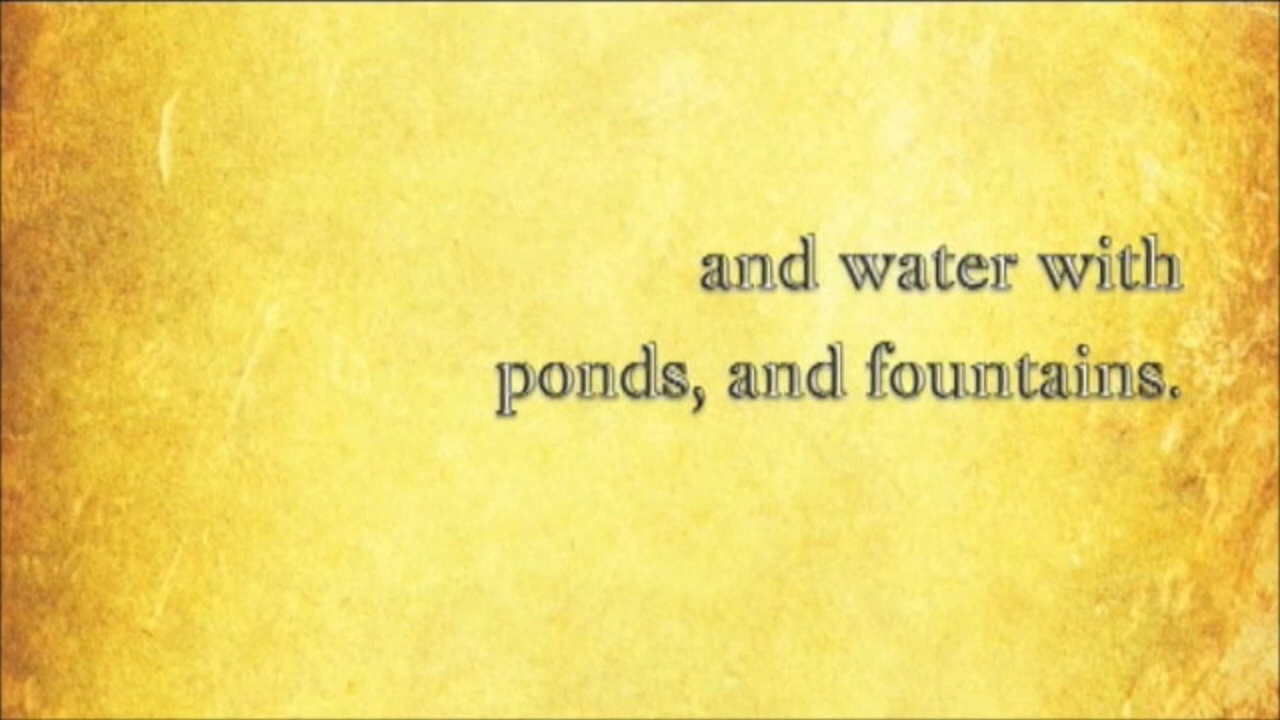 and water with
ponds, and fountains.